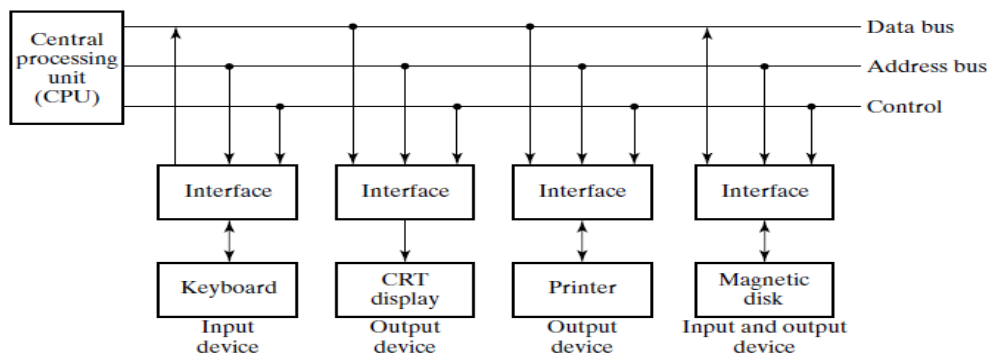 Central
processing
unit
(CPU)
Data bus
Address bus
Control
Interface
Interface
Interface
Interface
Keyboard
CRT
display
Printer
Magnetic
disk
Input
device
Output
device
Output
device
Input and output
device